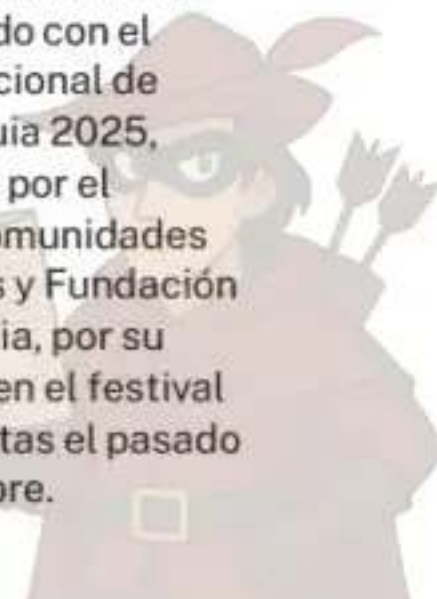 do con el
cional de
uia 2025,
por el
omunidades
s y Fundación
ia, por su
en el festival
tas el pasado
bre.